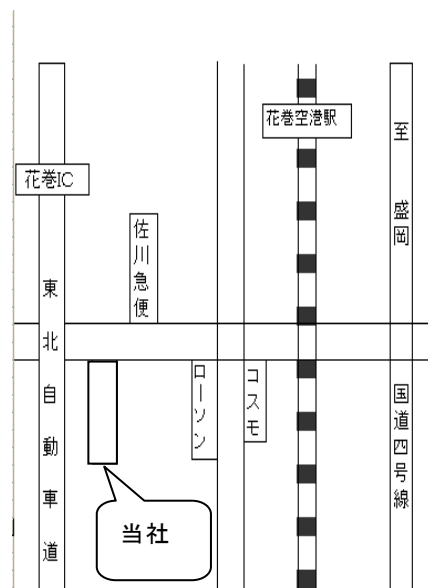 花巻空港駅
至盛岡
花巻IC
佐川急便
東北自動車道
ローソン
コスモ
国道四号線
当社